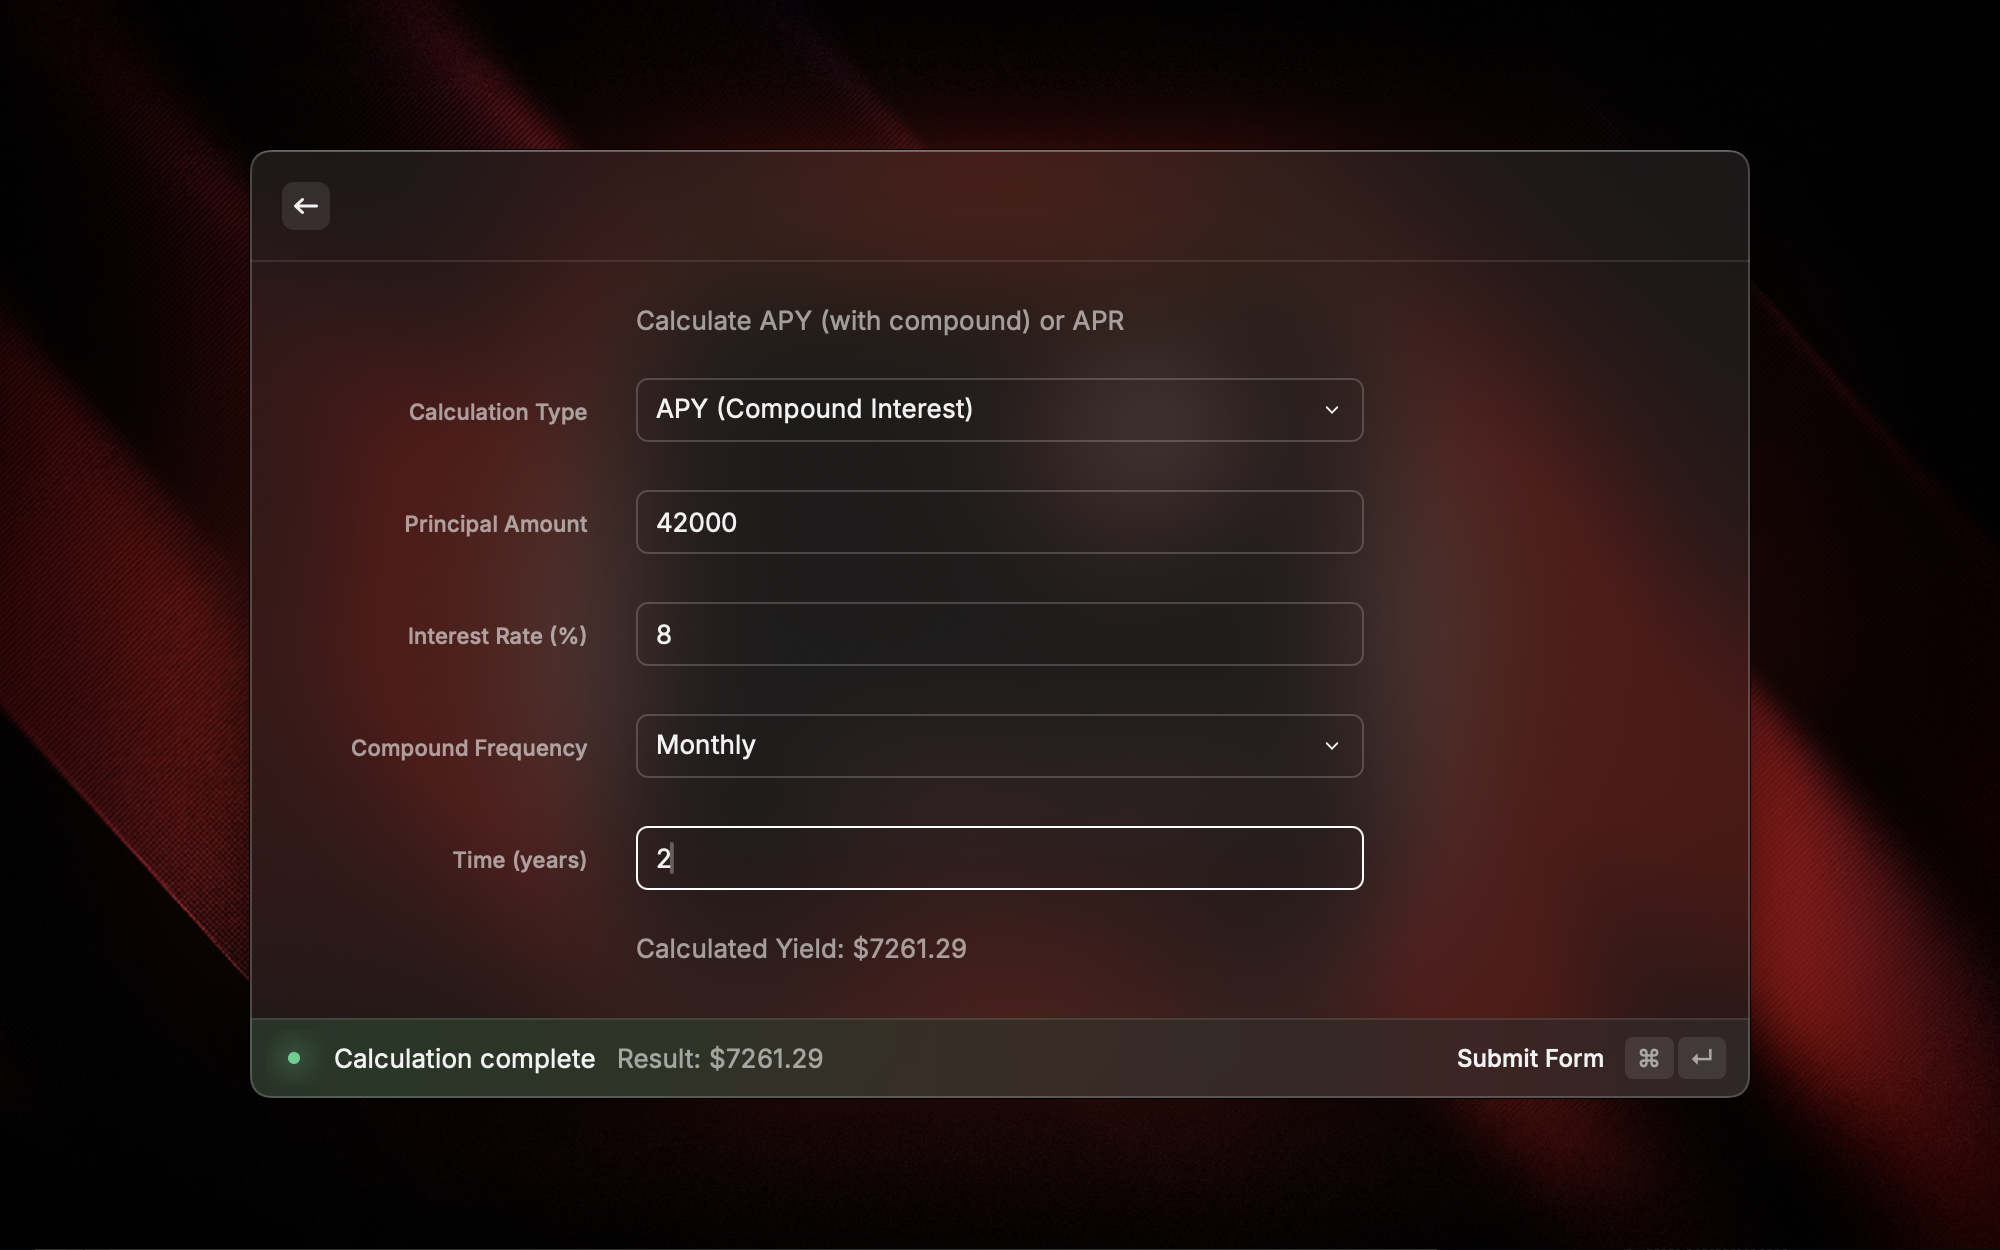 Calculate APY (with compound) or APR
Calculation Type
APY (Compound Interest)
Principal Amount
42000
Interest Rate (%)
8
Compound Frequency
Monthly
Time (years)
2
Calculated Yield: $7261.29
Calculation complete Result: $7261.29
Submit Form ⌘ ↵